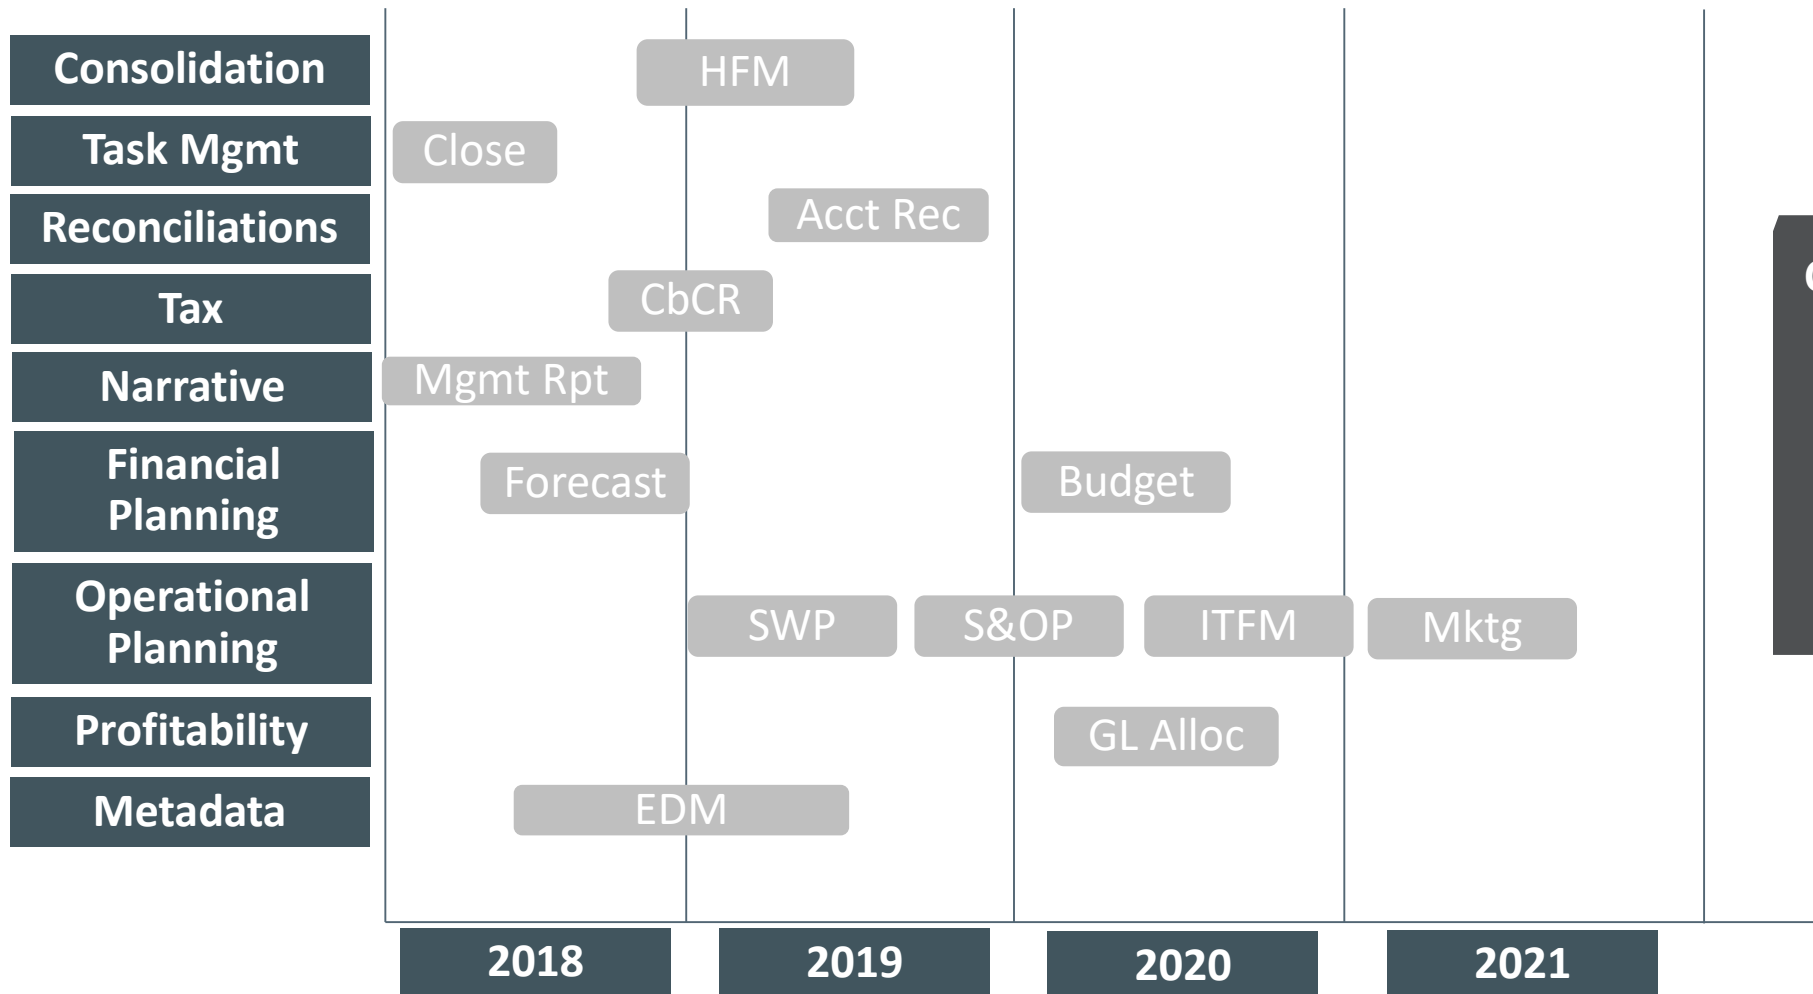 Consolidation
HFM
Task Mgmt
Close
Reconciliations
Acct Rec
Tax
CbCR
Narrative
Mgmt Rpt
Financial
Planning
Forecast
Budget
Operational
Planning
SWP
S&OP
ITFM
Mktg
Profitability
GL Alloc
Metadata
EDM
2018
2019
2020
2021